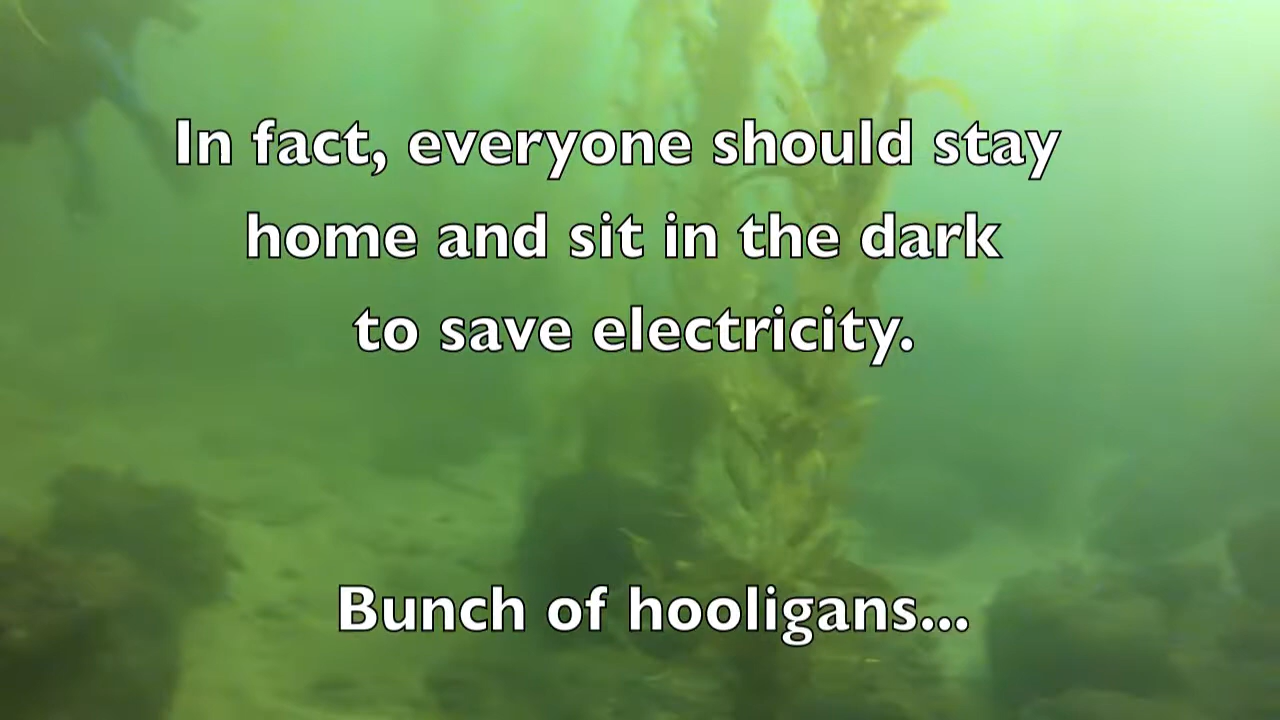 In fact, everyone should stay
home and sit in the dark
to save electricity.
Bunch of hooligans...